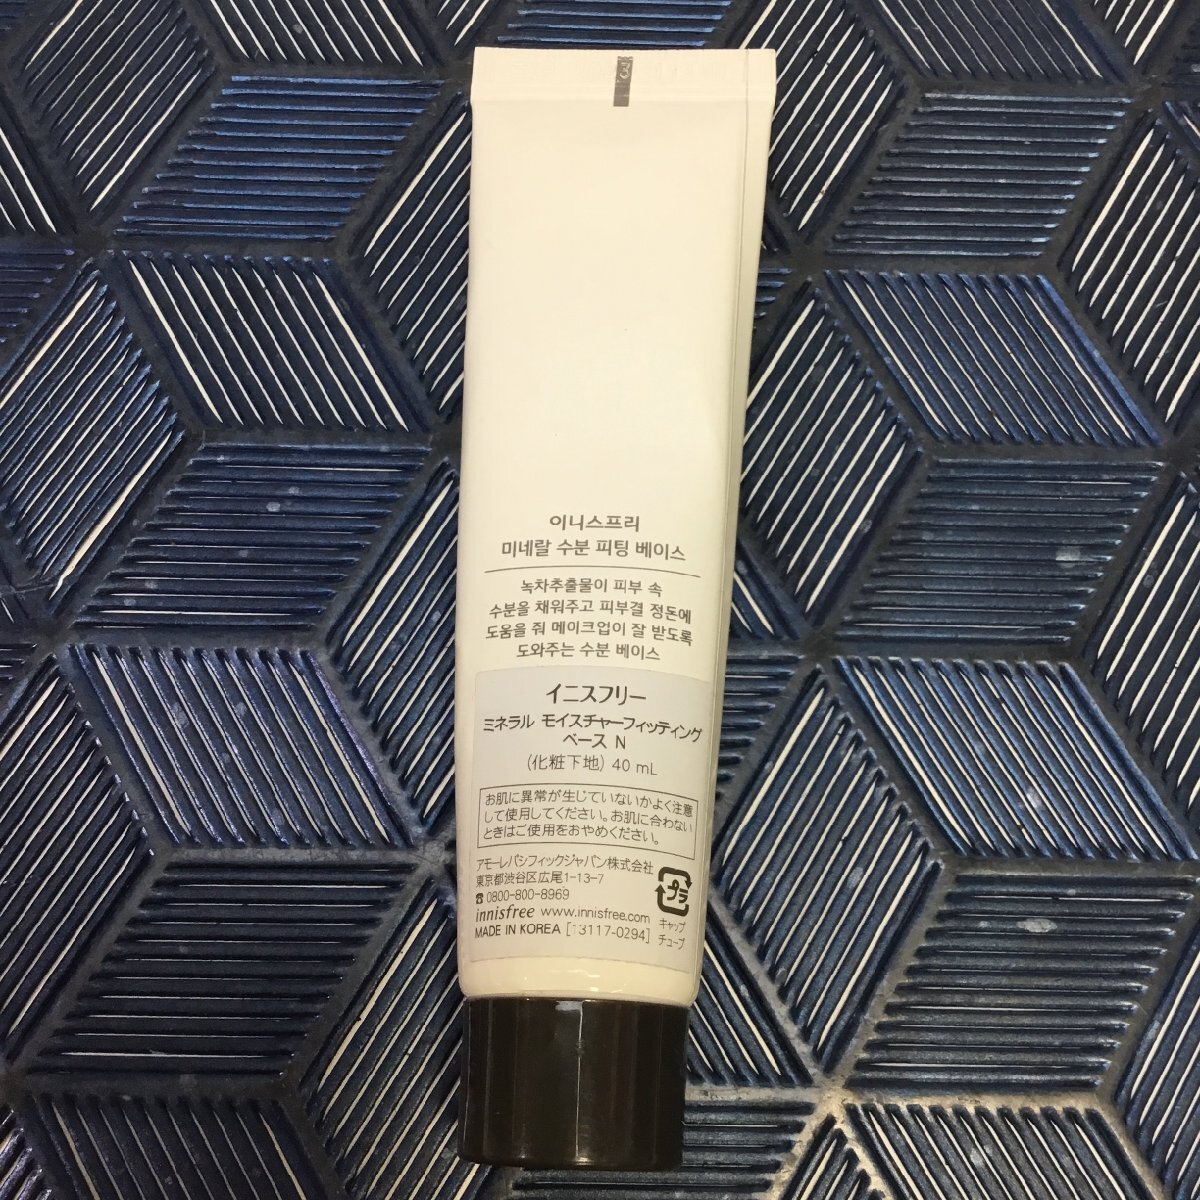 이니스프리
미네랄 수분 피팅 베이스
녹차추출물이 피부 속
수분을 채워주고 피부결 정돈에
도움을 줘 메이크업이 잘 받도록
도와주는 수분 베이스
イニスフリー
ミネラル モイスチャーフィッティング
ベース N
(化粧下地) 40 mL
お肌に異常が生じていないかよく注意
して使用してください。お肌に合わない
ときはご使用をおやめください。
アモーレパシフィックジャパン株式会社
東京都渋谷区広尾1-13-7
☎ 0800-800-8969
innisfree www.innisfree.com
MADE IN KOREA [13117-0294]
プラ
キャップ
チューブ